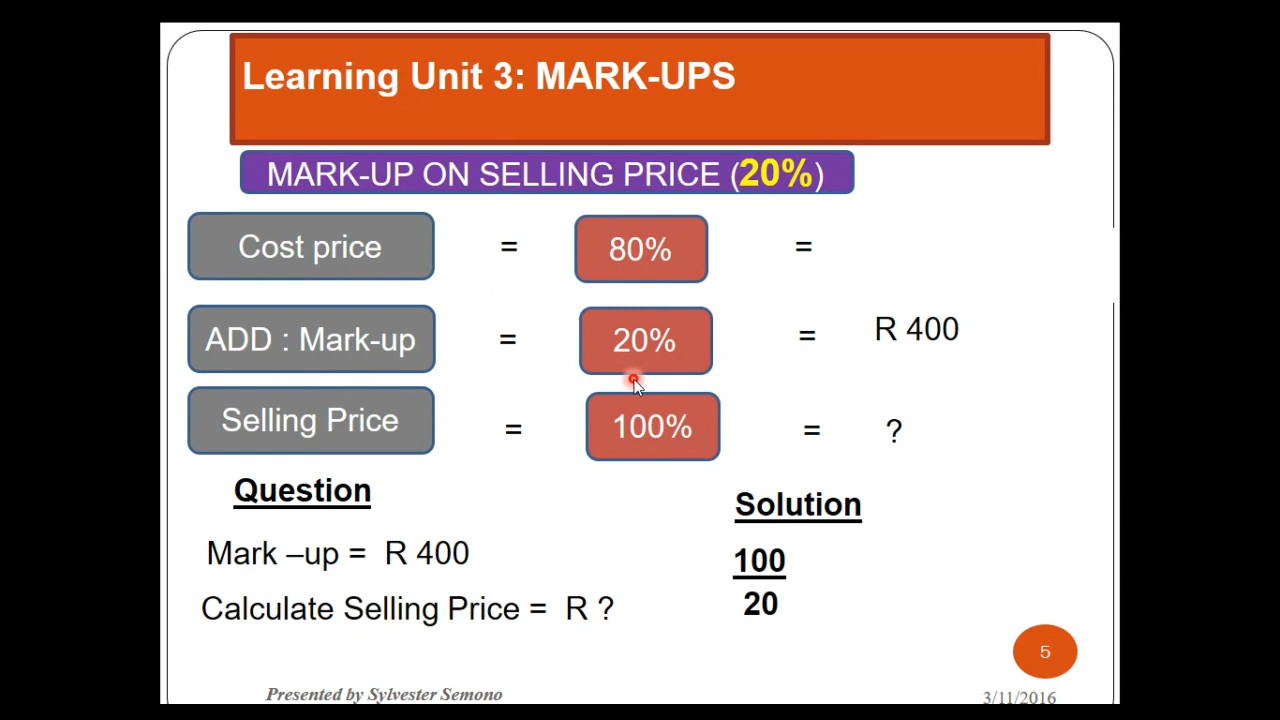 Learning Unit 3: MARK-UPS
MARK-UP ON SELLING PRICE (20%)
Cost price = 80% =
ADD : Mark-up = 20% = R 400
Selling Price = 100% = ?
Question
Mark –up = R 400
Calculate Selling Price = R ?
Solution
100
20
5
Presented by Sylvester Semono
3/11/2016